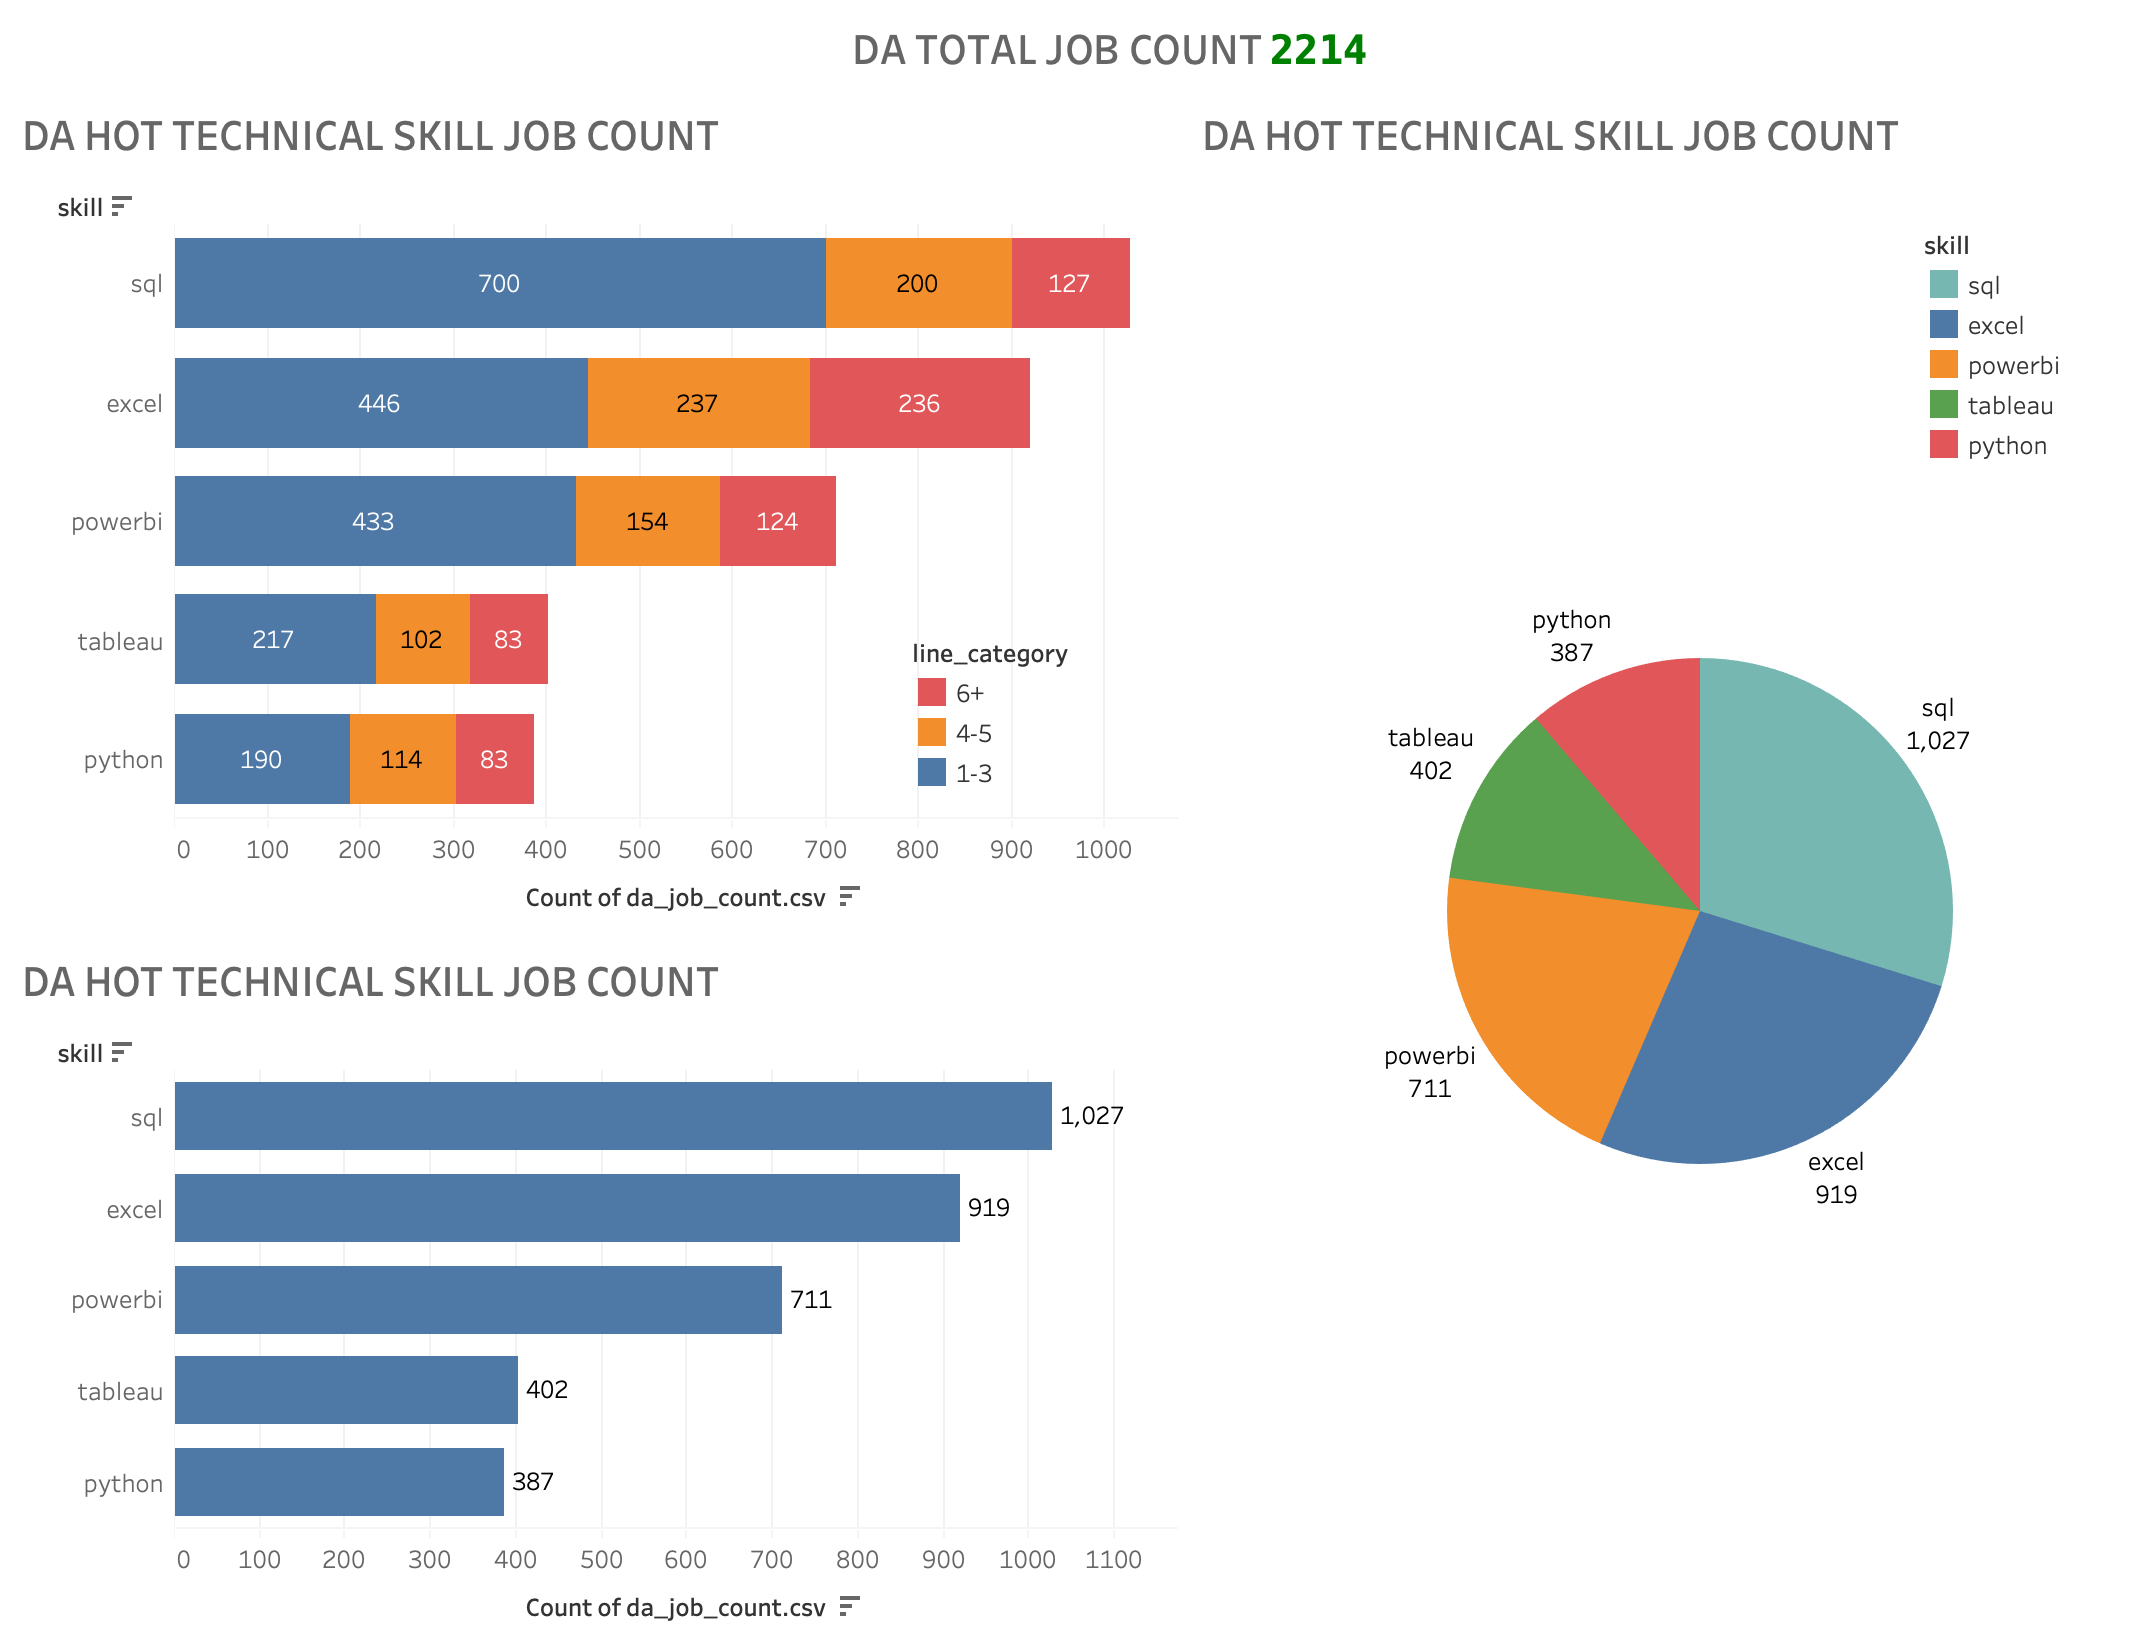 DA TOTAL JOB COUNT 2214
DA HOT TECHNICAL SKILL JOB COUNT
skill
sql
700
200
127
excel
446
237
236
powerbi
433
154
124
tableau
217
102
83
python
190
114
83
line_category
6+
4-5
1-3
0 100 200 300 400 500 600 700 800 900 1000
Count of da_job_count.csv
DA HOT TECHNICAL SKILL JOB COUNT
skill
sql
1,027
excel
919
powerbi
711
tableau
402
python
387
0 100 200 300 400 500 600 700 800 900 1000 1100
Count of da_job_count.csv
DA HOT TECHNICAL SKILL JOB COUNT
skill
sql
excel
powerbi
tableau
python
python
387
sql
1,027
tableau
402
powerbi
711
excel
919